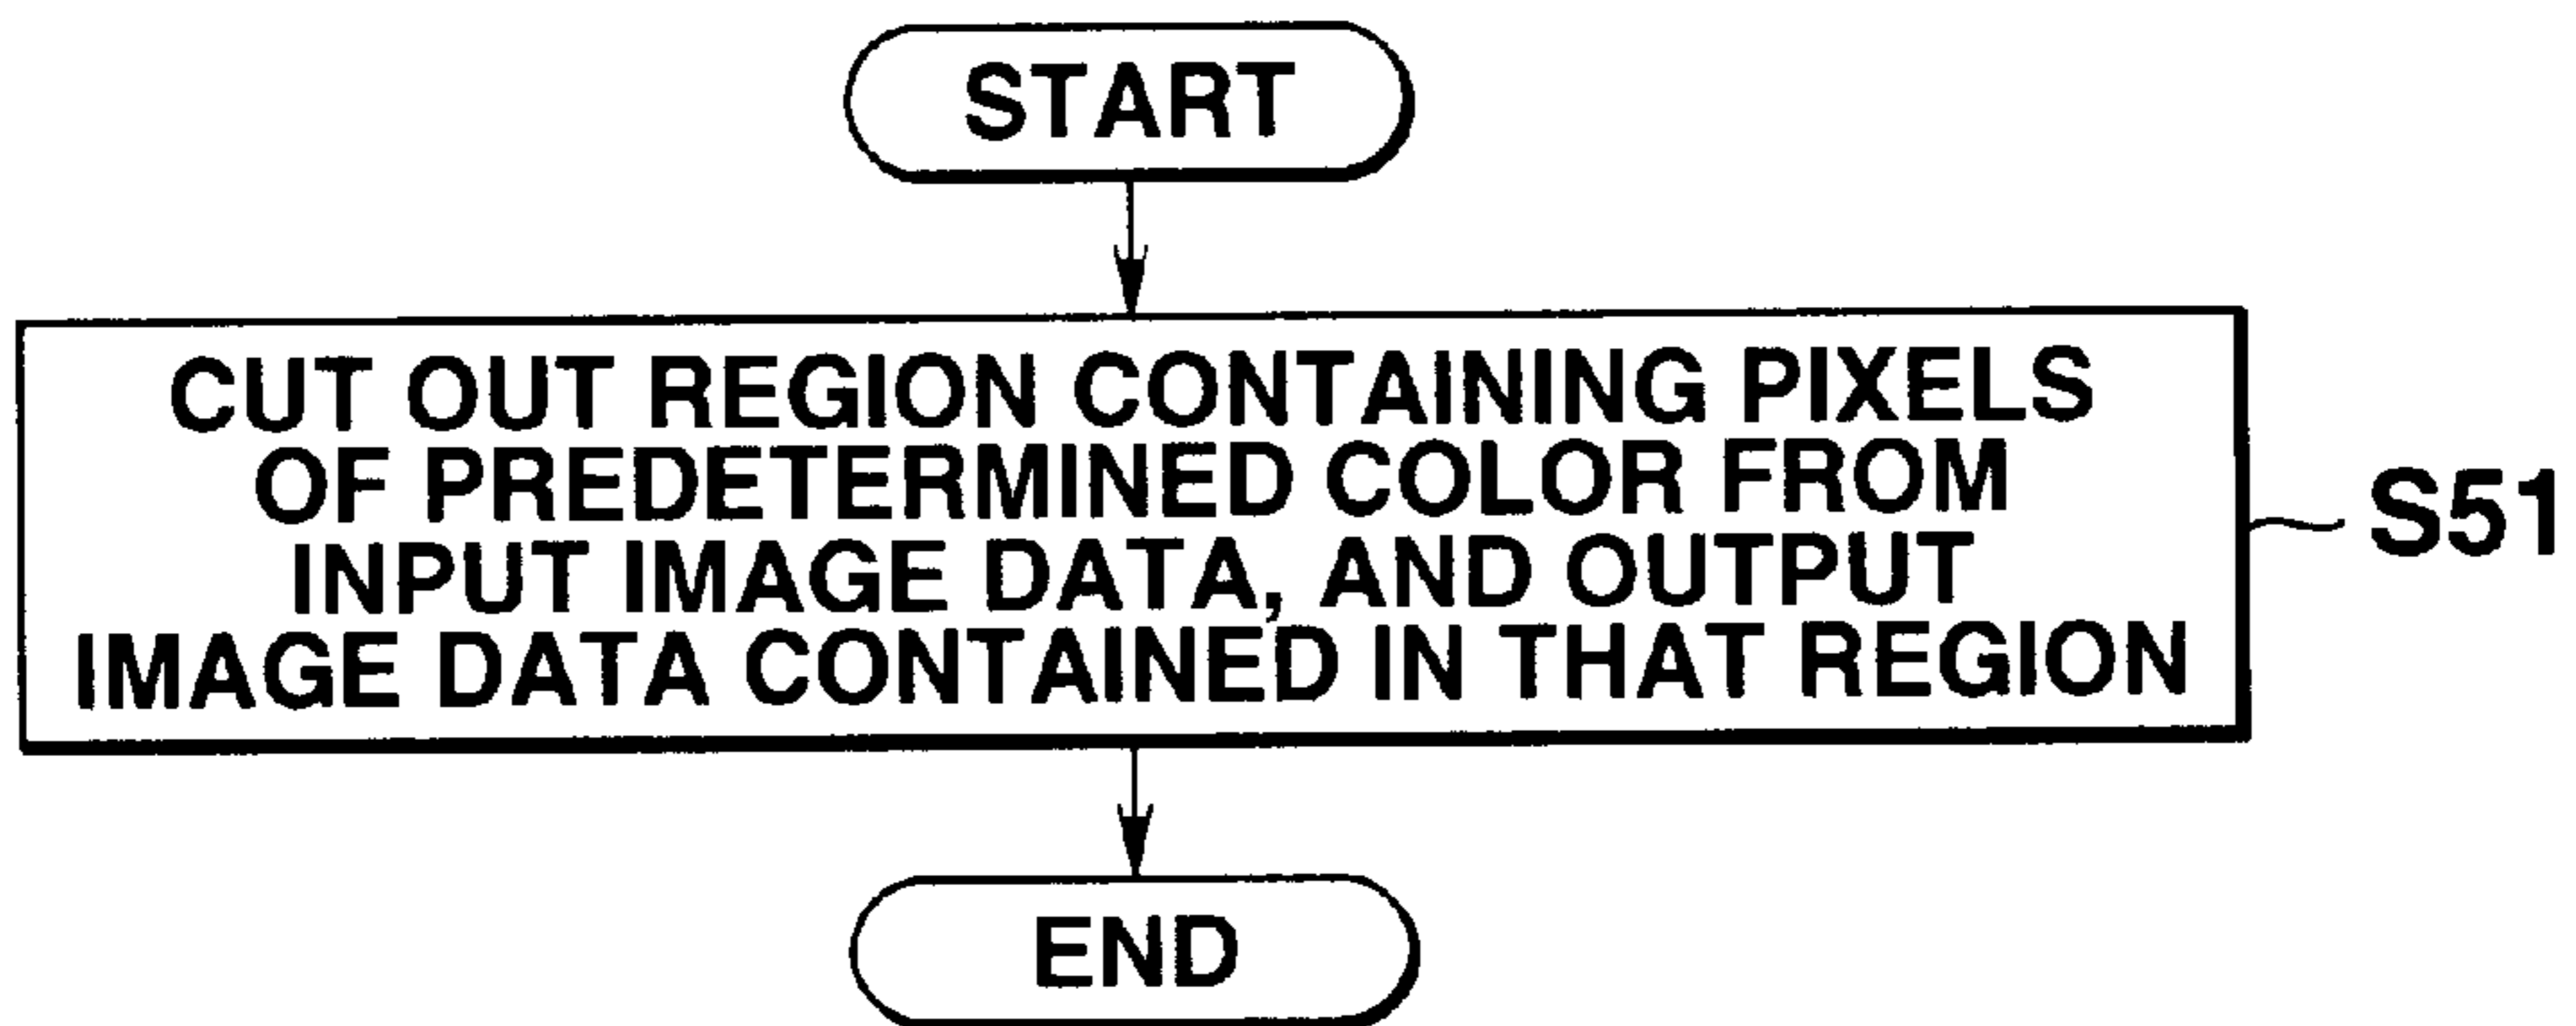 START
CUT OUT REGION CONTAINING PIXELS
OF PREDETERMINED COLOR FROM
INPUT IMAGE DATA, AND OUTPUT
IMAGE DATA CONTAINED IN THAT REGION
S51
END